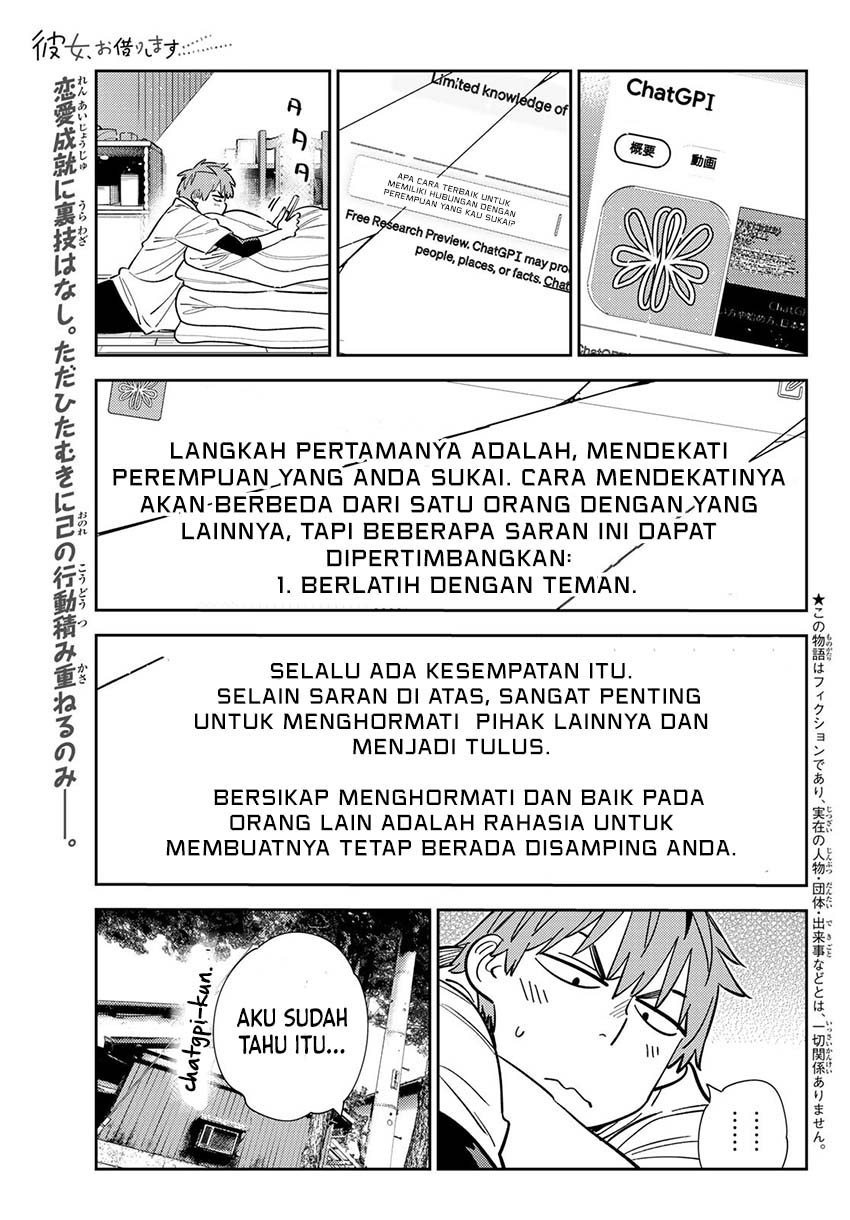 彼女、お借りします
恋愛成就に裏技はなし。ただひたむきに己の行動積み重ねるのみ――。
ChatGPI
概要
動画
ChatGPI
Limited knowledge of
APA CARA TERBAIK UNTUK
MEMILIKI HUBUNGAN DENGAN
PEREMPUAN YANG KAU SUKAI?
Free Research Preview. ChatGPI may pro
people, places, or facts. Chat
A
A
A
LANGKAH PERTAMANYA ADALAH, MENDEKATI
PEREMPUAN YANG ANDA SUKAI. CARA MENDEKATINYA
AKAN BERBEDA DARI SATU ORANG DENGAN YANG
LAINNYA, TAPI BEBERAPA SARAN INI DAPAT
DIPERTIMBANGKAN:
1. BERLATIH DENGAN TEMAN.
SELALU ADA KESEMPATAN ITU.
SELAIN SARAN DI ATAS, SANGAT PENTING
UNTUK MENGHORMATI PIHAK LAINNYA DAN
MENJADI TULUS.
BERSIKAP MENGHORMATI DAN BAIK PADA
ORANG LAIN ADALAH RAHASIA UNTUK
MEMBUATNYA TETAP BERADA DISAMPING ANDA.
★この物語はフィクションであり、実在の人物・団体・出来事などとは、一切関係ありません。
……
AKU SUDAH
TAHU ITU...
chatgpi-kun...